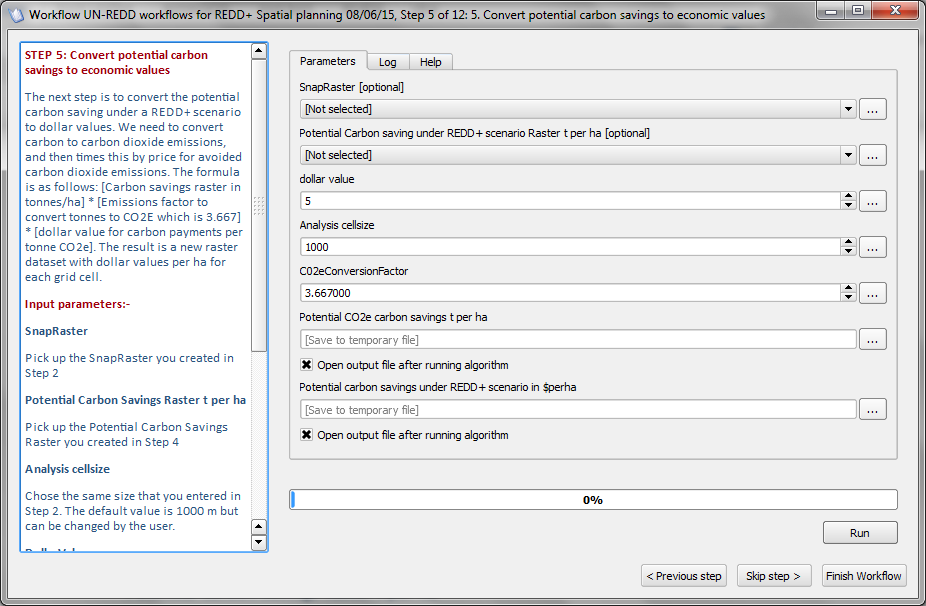 Workflow UN-REDD workflows for REDD+ Spatial planning 08/06/15, Step 5 of 12: 5. Convert potential carbon savings to economic values
STEP 5: Convert potential carbon
savings to economic values
The next step is to convert the potential
carbon saving under a REDD+ scenario
to dollar values. We need to convert
carbon to carbon dioxide emissions,
and then times this by price for avoided
carbon dioxide emissions. The formula
is as follows: [Carbon savings raster in
tonnes/ha] * [Emissions factor to
convert tonnes to CO2E which is 3.667]
* [dollar value for carbon payments per
tonne CO2e]. The result is a new raster
dataset with dollar values per ha for
each grid cell.
Input parameters:-
SnapRaster
Pick up the SnapRaster you created in
Step 2
Potential Carbon Savings Raster t per ha
Pick up the Potential Carbon Savings
Raster you created in Step 4
Analysis cellsize
Chose the same size that you entered in
Step 2. The default value is 1000 m but
can be changed by the user.
Parameters
Log
Help
SnapRaster [optional]
[Not selected]
...
Potential Carbon saving under REDD+ scenario Raster t per ha [optional]
[Not selected]
...
dollar value
5
...
Analysis cellsize
1000
...
C02eConversionFactor
3.667000
...
Potential CO2e carbon savings t per ha
[Save to temporary file]
...
Open output file after running algorithm
Potential carbon savings under REDD+ scenario in $perha
[Save to temporary file]
...
Open output file after running algorithm
0%
Run
< Previous step
Skip step >
Finish Workflow